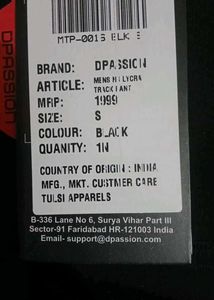 MTP-0016 BLK S
DPASSION
BRAND: DPASSION
ARTICLE: MENS H LYCRA
TRACK PANT
MRP: 1999
SIZE: S
COLOUR: BLACK
QUANITY: 1N
COUNTRY OF ORIGIN : INDIA
MFG., MKT. CUSTMER CARE
TULSI APPARELS
B-336 Lane No 6, Surya Vihar Part III
Sector-91 Faridabad HR-121003 India
Email- support@dpassion.com